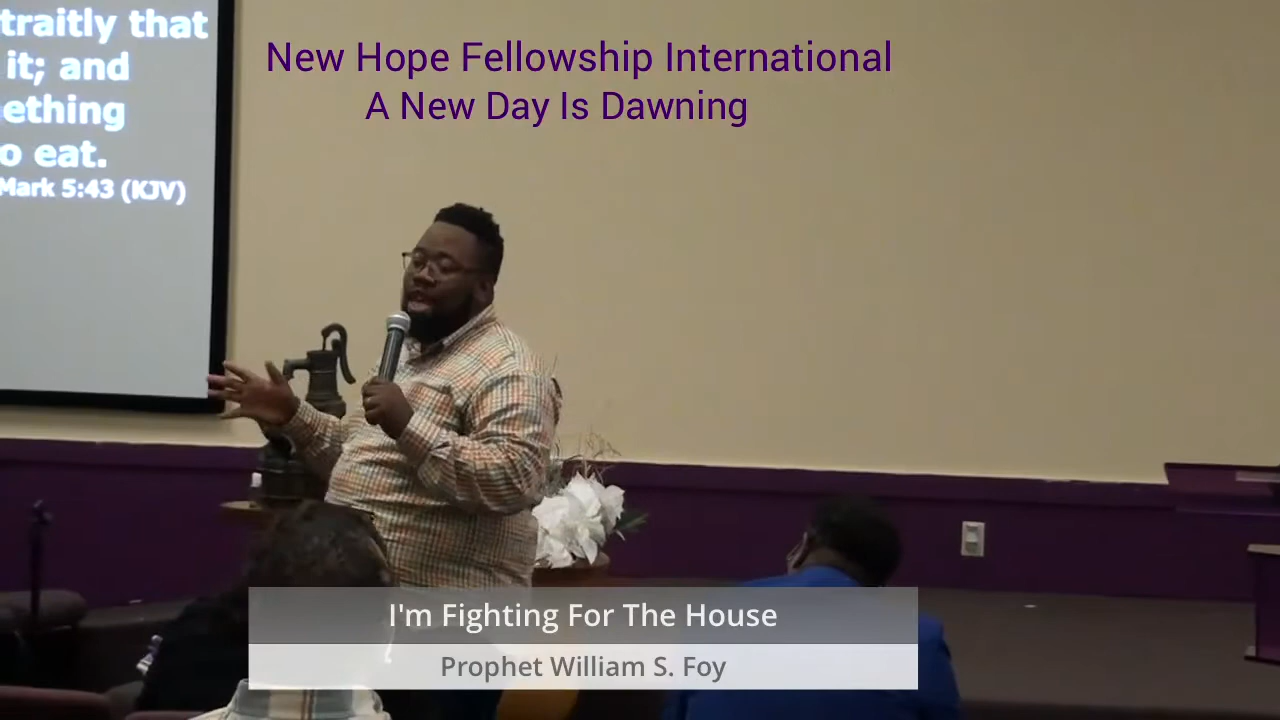 traitly that
it; and
ething
o eat.
Mark 5:43 (KJV)
New Hope Fellowship International
A New Day Is Dawning
I'm Fighting For The House
Prophet William S. Foy